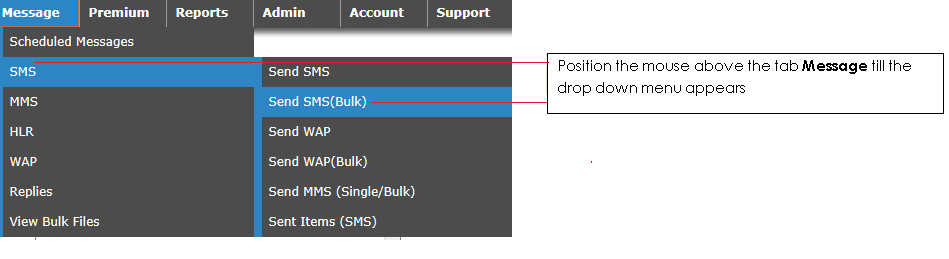 Message Premium Reports Admin Account Support
Scheduled Messages
SMS
MMS
HLR
WAP
Replies
View Bulk Files
Send SMS
Send SMS(Bulk)
Send WAP
Send WAP(Bulk)
Send MMS (Single/Bulk)
Sent Items (SMS)
Position the mouse above the tab Message till the
drop down menu appears